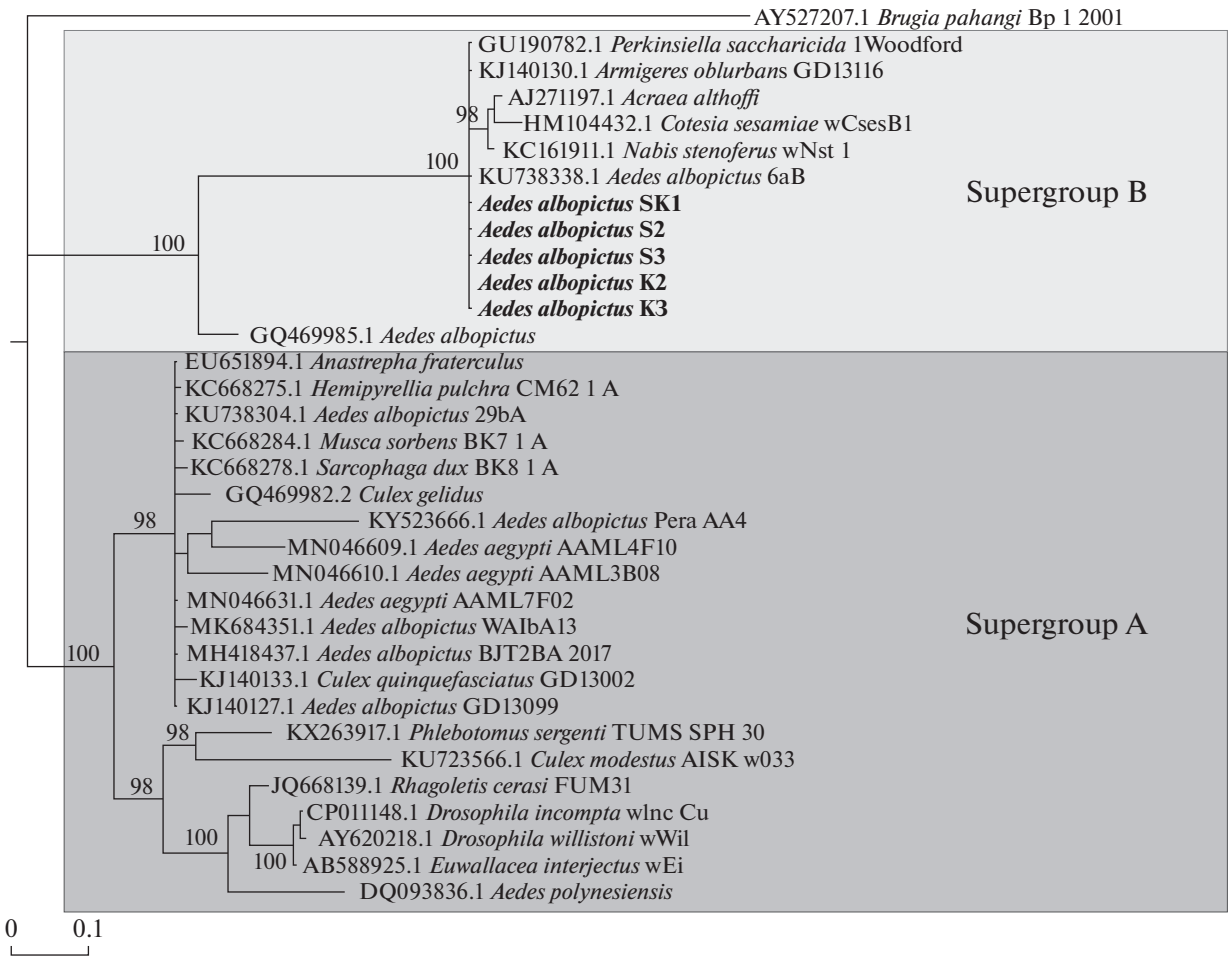 AY527207.1 Brugia pahangi Bp 1 2001
GU190782.1 Perkinsiella saccharicida 1Woodford
KJ140130.1 Armigeres oblurbans GD13116
AJ271197.1 Acraea althoffi
98
HM104432.1 Cotesia sesamiae wCsesB1
KC161911.1 Nabis stenoferus wNst 1
100
KU738338.1 Aedes albopictus 6aB
Supergroup B
Aedes albopictus SK1
Aedes albopictus S2
100
Aedes albopictus S3
Aedes albopictus K2
Aedes albopictus K3
GQ469985.1 Aedes albopictus
EU651894.1 Anastrepha fraterculus
KC668275.1 Hemipyrellia pulchra CM62 1 A
KU738304.1 Aedes albopictus 29bA
KC668284.1 Musca sorbens BK7 1 A
KC668278.1 Sarcophaga dux BK8 1 A
GQ469982.2 Culex gelidus
98
KY523666.1 Aedes albopictus Pera AA4
MN046609.1 Aedes aegypti AAML4F10
MN046610.1 Aedes aegypti AAML3B08
MN046631.1 Aedes aegypti AAML7F02
MK684351.1 Aedes albopictus WAIbA13
Supergroup A
100
MH418437.1 Aedes albopictus BJT2BA 2017
KJ140133.1 Culex quinquefasciatus GD13002
KJ140127.1 Aedes albopictus GD13099
98
KX263917.1 Phlebotomus sergenti TUMS SPH 30
KU723566.1 Culex modestus AISK w033
98
JQ668139.1 Rhagoletis cerasi FUM31
CP011148.1 Drosophila incompta wlnc Cu
100
AY620218.1 Drosophila willistoni wWil
100
AB588925.1 Euwallacea interjectus wEi
DQ093836.1 Aedes polynesiensis
0 0.1